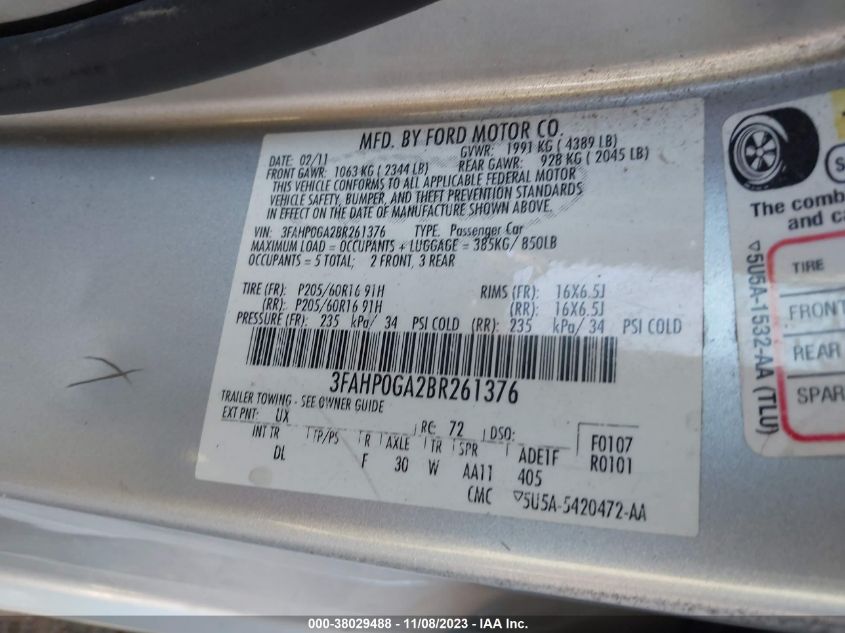 MFD. BY FORD MOTOR CO.
DATE: 02/11 GVWR: 1991 KG ( 4389 LB)
FRONT GAWR: 1063 KG ( 2344 LB) REAR GAWR: 928 KG ( 2045 LB)
THIS VEHICLE CONFORMS TO ALL APPLICABLE FEDERAL MOTOR
VEHICLE SAFETY, BUMPER, AND THEFT PREVENTION STANDARDS
IN EFFECT ON THE DATE OF MANUFACTURE SHOWN ABOVE.
VIN: 3FAHP0GA2BR261376 TYPE: Passenger Car
MAXIMUM LOAD = OCCUPANTS + LUGGAGE = 385KG/ 850LB
OCCUPANTS = 5 TOTAL; 2 FRONT, 3 REAR
TIRE (FR): P205/60R16 91H RIMS (FR): 16X6.5J
(RR): P205/60R16 91H (RR): 16X6.5J
PRESSURE (FR): 235 kPa/ 34 PSI COLD (RR): 235 kPa/ 34 PSI COLD
3FAHP0GA2BR261376
TRAILER TOWING - SEE OWNER GUIDE
EXT PNT: UX RC: 72 DSO: F0107
INT TR TP/PS R AXLE TR SPR ADE1F R0101
DL F 30 W AA11 405
CMC ▽5U5A-5420472-AA
S
The comb
and ca
TIRE
FRONT
REAR
SPAR
▽5U5A-1532-AA (TLU)
000-38029488 - 11/08/2023 - IAA Inc.